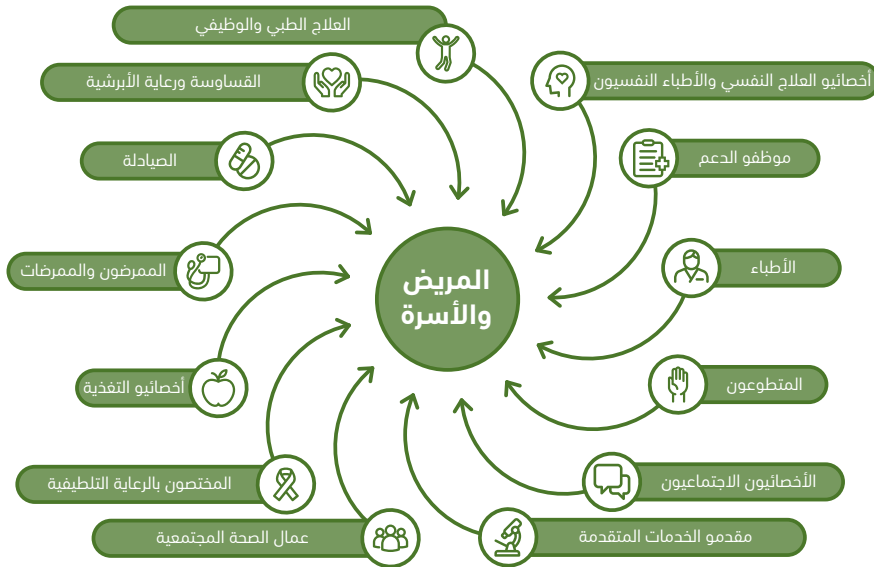 العلاج الطبي والوظيفي
أخصائيو العلاج النفسي والأطباء النفسيون
القساوسة ورعاية الأبرشية
موظفو الدعم
الصيادلة
الأطباء
الممرضون والممرضات
المريض
والأسرة
المتطوعون
أخصائيو التغذية
الأخصائيون الاجتماعيون
المختصون بالرعاية التلطيفية
مقدمو الخدمات المتقدمة
عمال الصحة المجتمعية